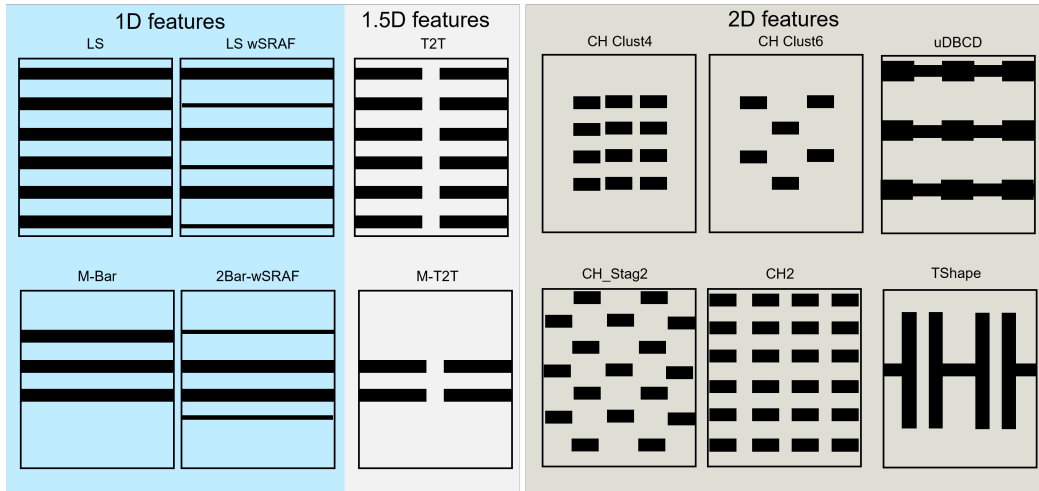 1D features
1.5D features
2D features
LS
LS wSRAF
T2T
CH Clust4
CH Clust6
uDBCD
M-Bar
2Bar-wSRAF
M-T2T
CH_Stag2
CH2
TShape